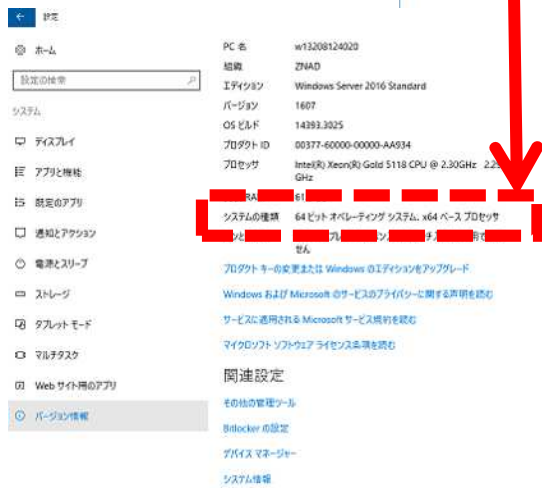 設定
ホーム
設定の検索
システム
ディスプレイ
アプリと機能
既定のアプリ
通知とアクション
電源とスリープ
ストレージ
タブレット モード
マルチタスク
Web サイト用のアプリ
バージョン情報
PC 名 w13208124020
組織 ZNAD
エディション Windows Server 2016 Standard
バージョン 1607
OS ビルド 14393.3025
プロダクト ID 00377-60000-00000-AA934
プロセッサ Intel(R) Xeon(R) Gold 5118 CPU @ 2.30GHz
GHz
システムの種類 64 ビット オペレーティング システム、x64 ベース プロセッサ
せん
プロダクト キーの変更または Windows のエディションをアップグレード
Windows および Microsoft のサービスのプライバシーに関する声明を読む
サービスに適用される Microsoft サービス規約を読む
マイクロソフト ソフトウェア ライセンス条項を読む
関連設定
その他の管理ツール
Bitlocker の設定
デバイス マネージャー
システム情報